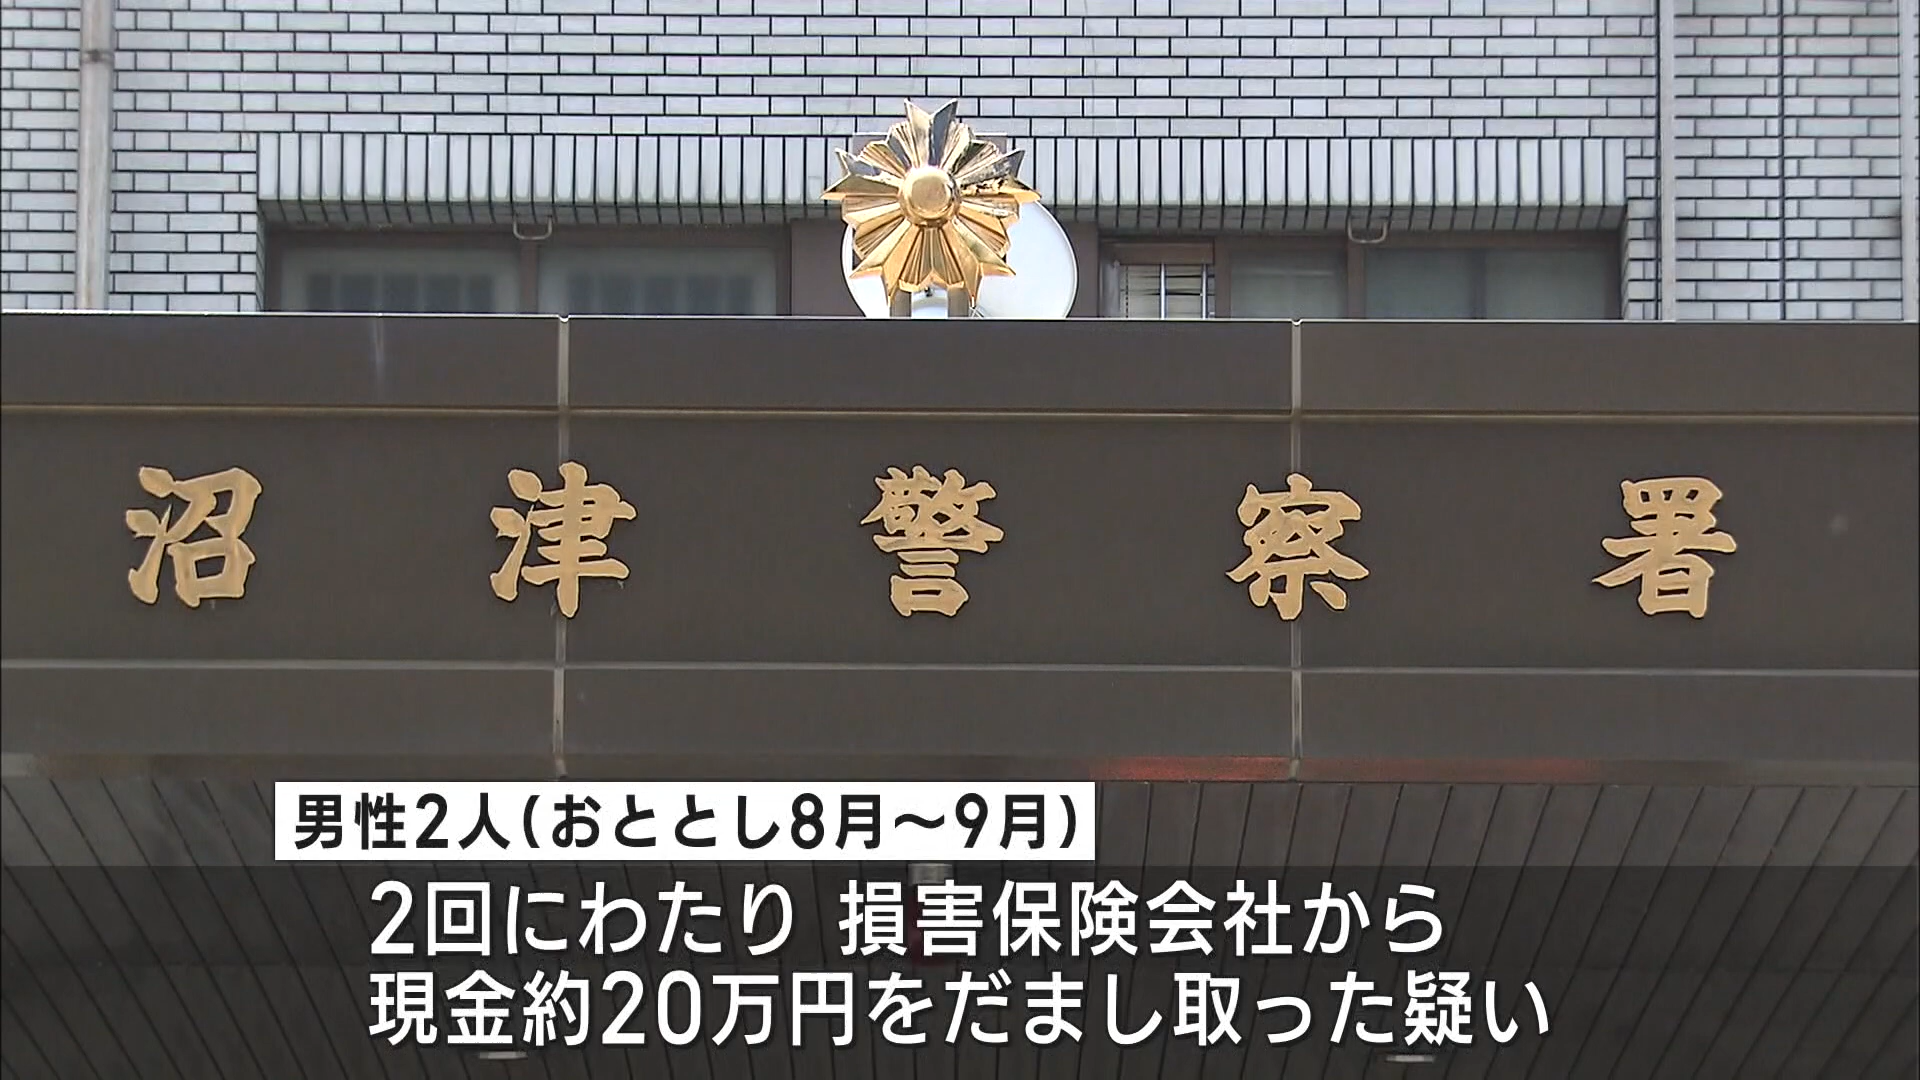 沼津警察署
男性2人(おととし8月～9月)
2回にわたり 損害保険会社から
現金約20万円をだまし取った疑い